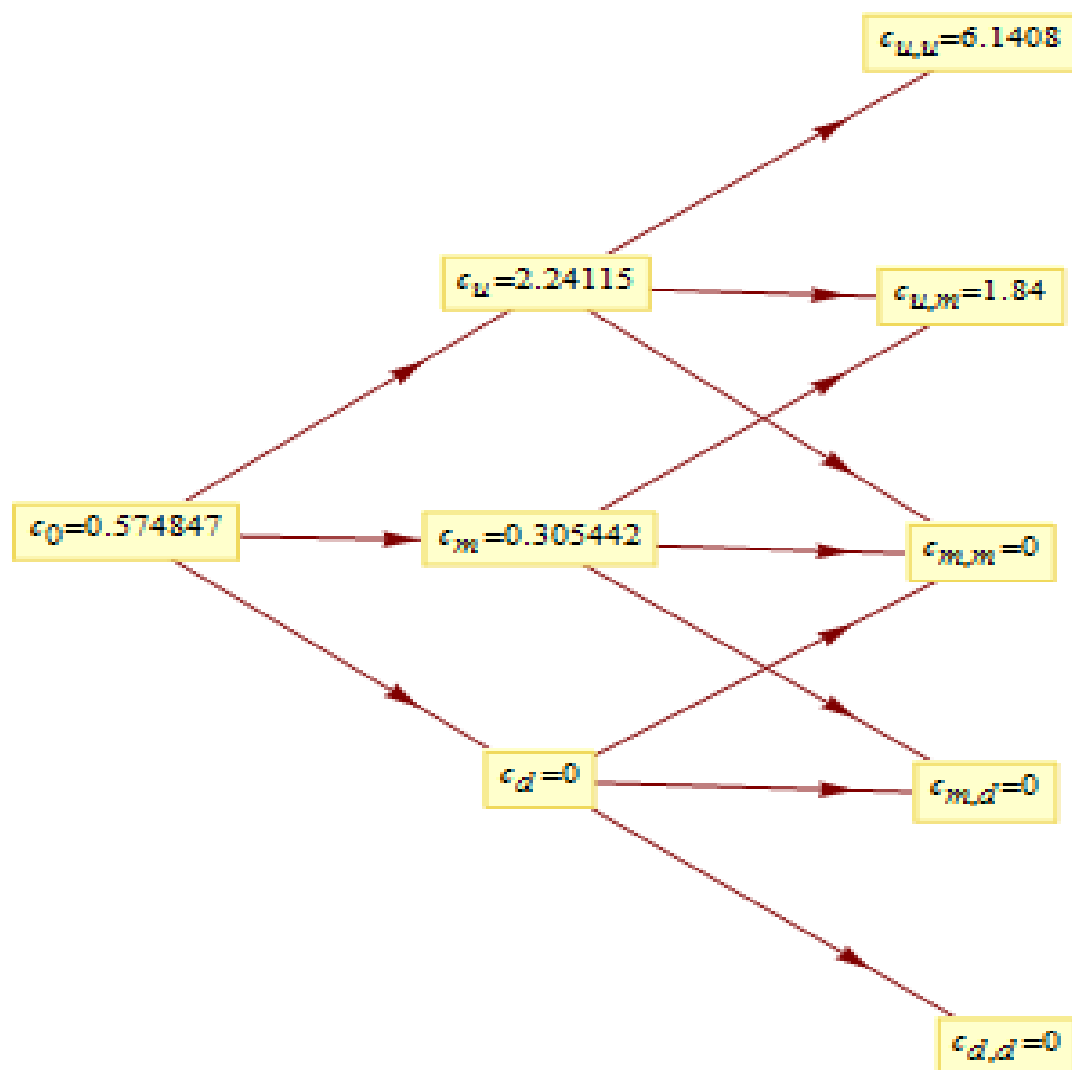 c_{u,u}=6.1408
c_u=2.24115
c_{u,m}=1.84
c_0=0.574847
c_m=0.305442
c_{m,m}=0
c_d=0
c_{m,d}=0
c_{d,d}=0